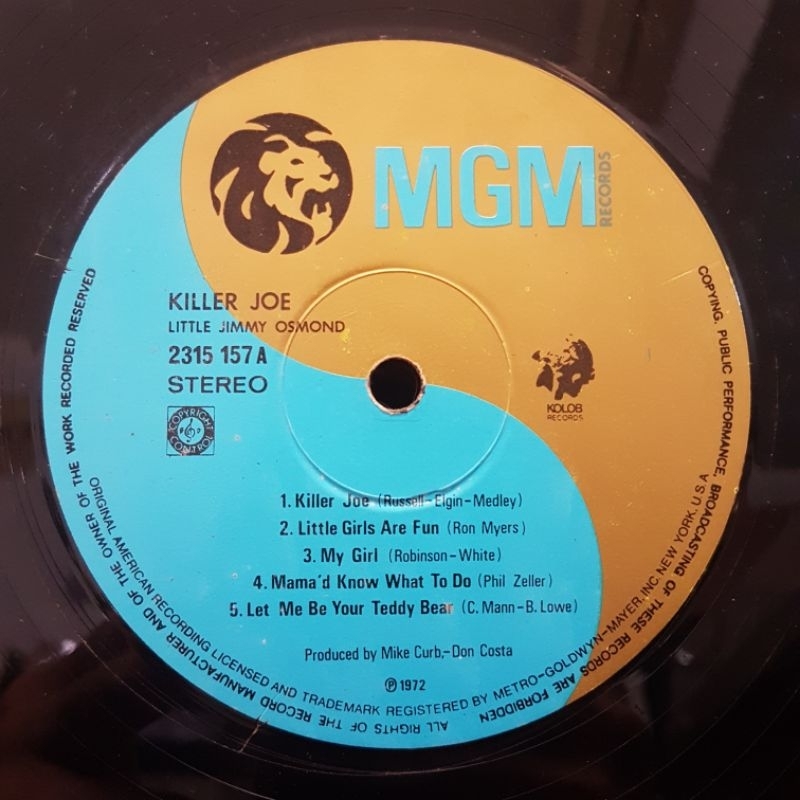 MGM
RECORDS
KILLER JOE
LITTLE JIMMY OSMOND
2315 157 A
STEREO
COPYRIGHT
CONTROL
KOLOB
RECORDS
1. Killer Joe (Russell-Elgin-Medley)
2. Little Girls Are Fun (Ron Myers)
3. My Girl (Robinson-White)
4. Mama'd Know What To Do (Phil Zeller)
5. Let Me Be Your Teddy Bear (C. Mann-B. Lowe)
Produced by Mike Curb,-Don Costa
Ⓟ 1972
ORIGINAL AMERICAN RECORDING LICENSED AND TRADEMARK REGISTERED BY METRO-GOLDWYN-MAYER, INC. NEW YORK. U.S.A
ALL RIGHTS OF THE RECORD MANUFACTURER AND OF THE OWNER OF THE WORK RECORDED RESERVED
COPYING, PUBLIC PERFORMANCE, BROADCASTING OF THESE RECORDS ARE FORBIDDEN